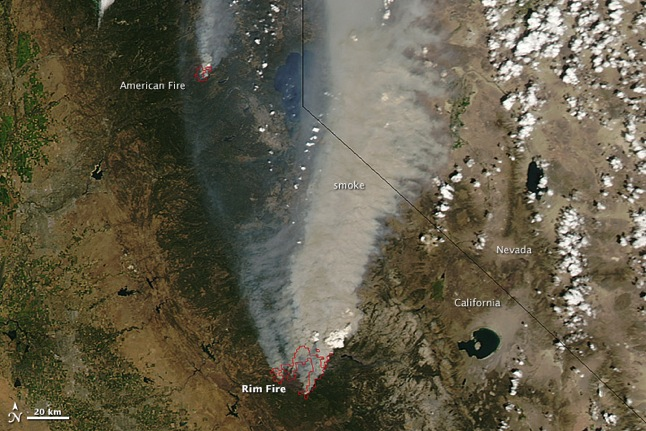 American Fire
smoke
Nevada
California
Rim Fire
N
20 km